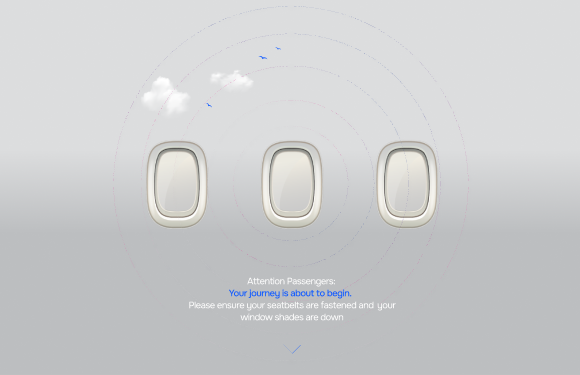 Attention Passengers:
Your journey is about to begin.
Please ensure your seatbelts are fastened and your
window shades are down